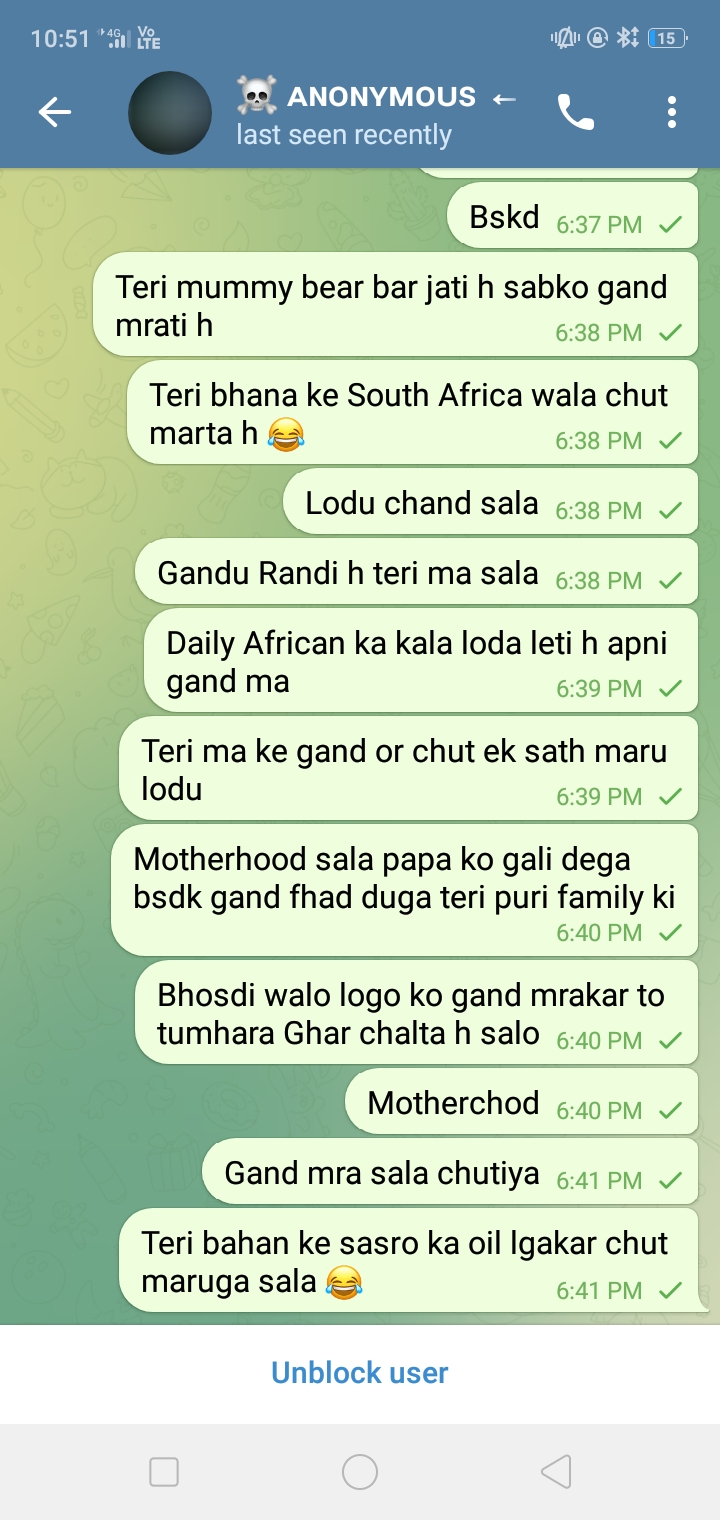 10:51 4G Vo LTE 15
☠️ ANONYMOUS ←
last seen recently
Bskd 6:37 PM
Teri mummy bear bar jati h sabko gand
mrati h 6:38 PM
Teri bhana ke South Africa wala chut
marta h 😂 6:38 PM
Lodu chand sala 6:38 PM
Gandu Randi h teri ma sala 6:38 PM
Daily African ka kala loda leti h apni
gand ma 6:39 PM
Teri ma ke gand or chut ek sath maru
lodu 6:39 PM
Motherhood sala papa ko gali dega
bsdk gand fhad duga teri puri family ki
6:40 PM
Bhosdi walo logo ko gand mrakar to
tumhara Ghar chalta h salo 6:40 PM
Motherchod 6:40 PM
Gand mra sala chutiya 6:41 PM
Teri bahan ke sasro ka oil lgakar chut
maruga sala 😂 6:41 PM
Unblock user